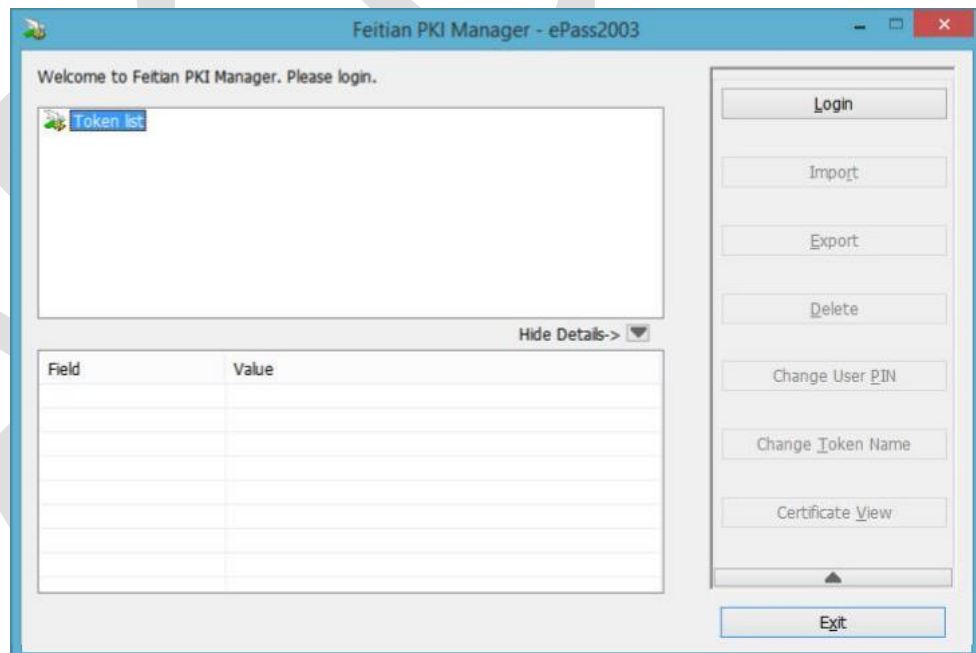 Feitian PKI Manager - ePass2003
Welcome to Feitian PKI Manager. Please login.
Token list
Hide Details->
Field Value
Login
Import
Export
Delete
Change User PIN
Change Token Name
Certificate View
Exit